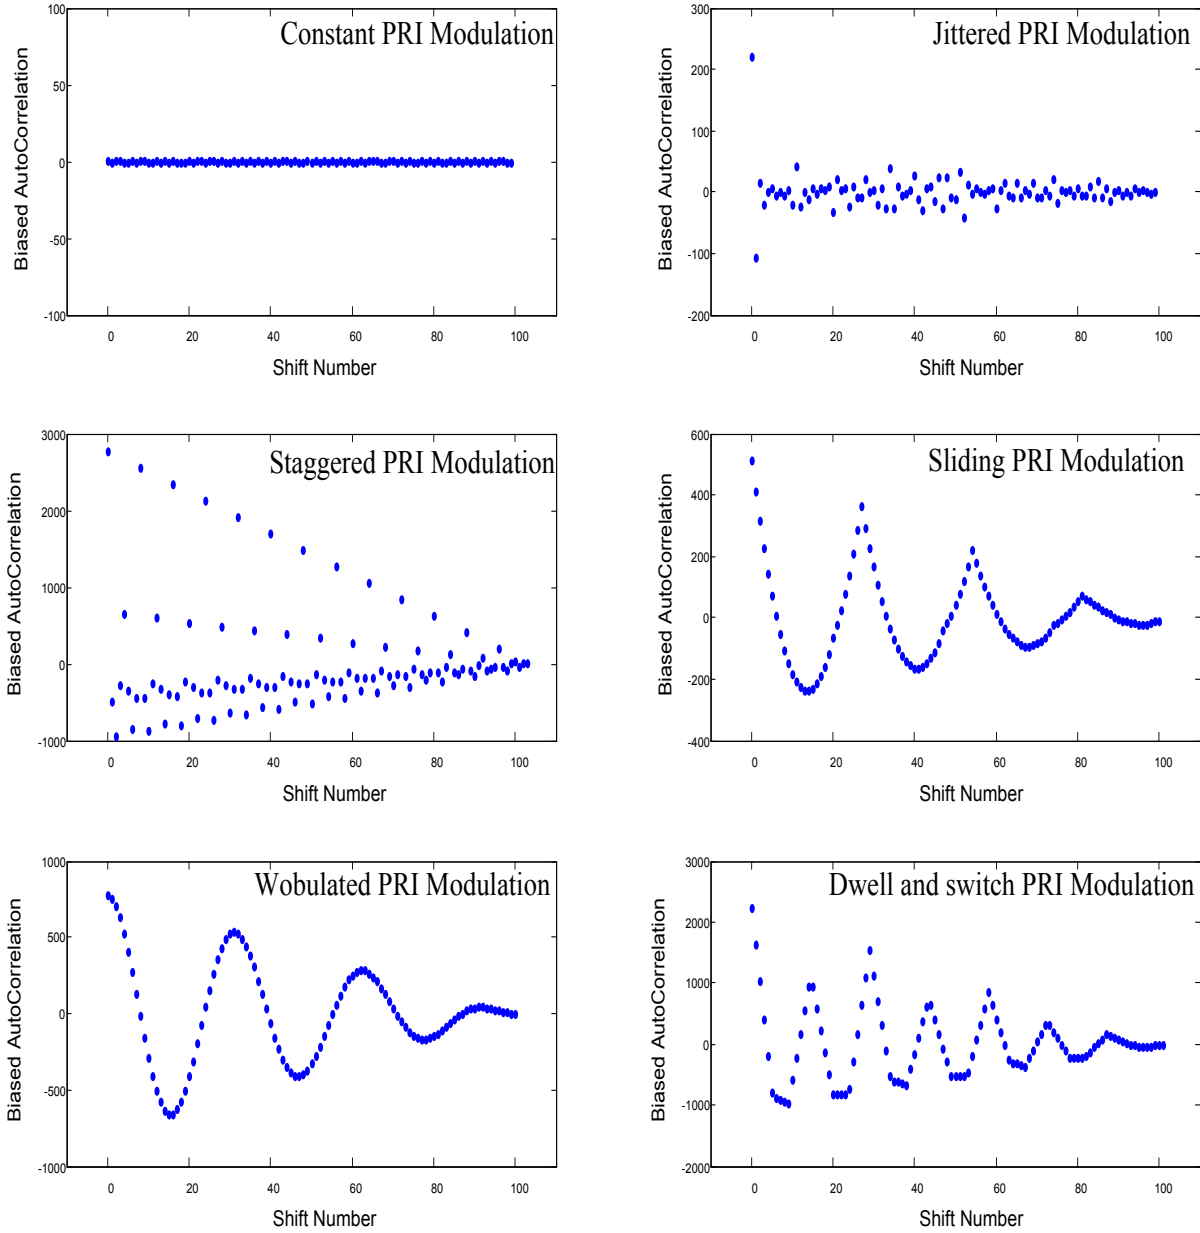 Constant PRI Modulation
Biased AutoCorrelation
100
50
0
-50
-100
0 20 40 60 80 100
Shift Number
Jittered PRI Modulation
Biased AutoCorrelation
300
200
100
0
-100
-200
0 20 40 60 80 100
Shift Number
Staggered PRI Modulation
Biased AutoCorrelation
3000
2000
1000
0
-1000
0 20 40 60 80 100
Shift Number
Sliding PRI Modulation
Biased AutoCorrelation
600
400
200
0
-200
-400
0 20 40 60 80 100
Shift Number
Wobulated PRI Modulation
Biased AutoCorrelation
1000
500
0
-500
-1000
0 20 40 60 80 100
Shift Number
Dwell and switch PRI Modulation
Biased AutoCorrelation
3000
2000
1000
0
-1000
-2000
0 20 40 60 80 100
Shift Number